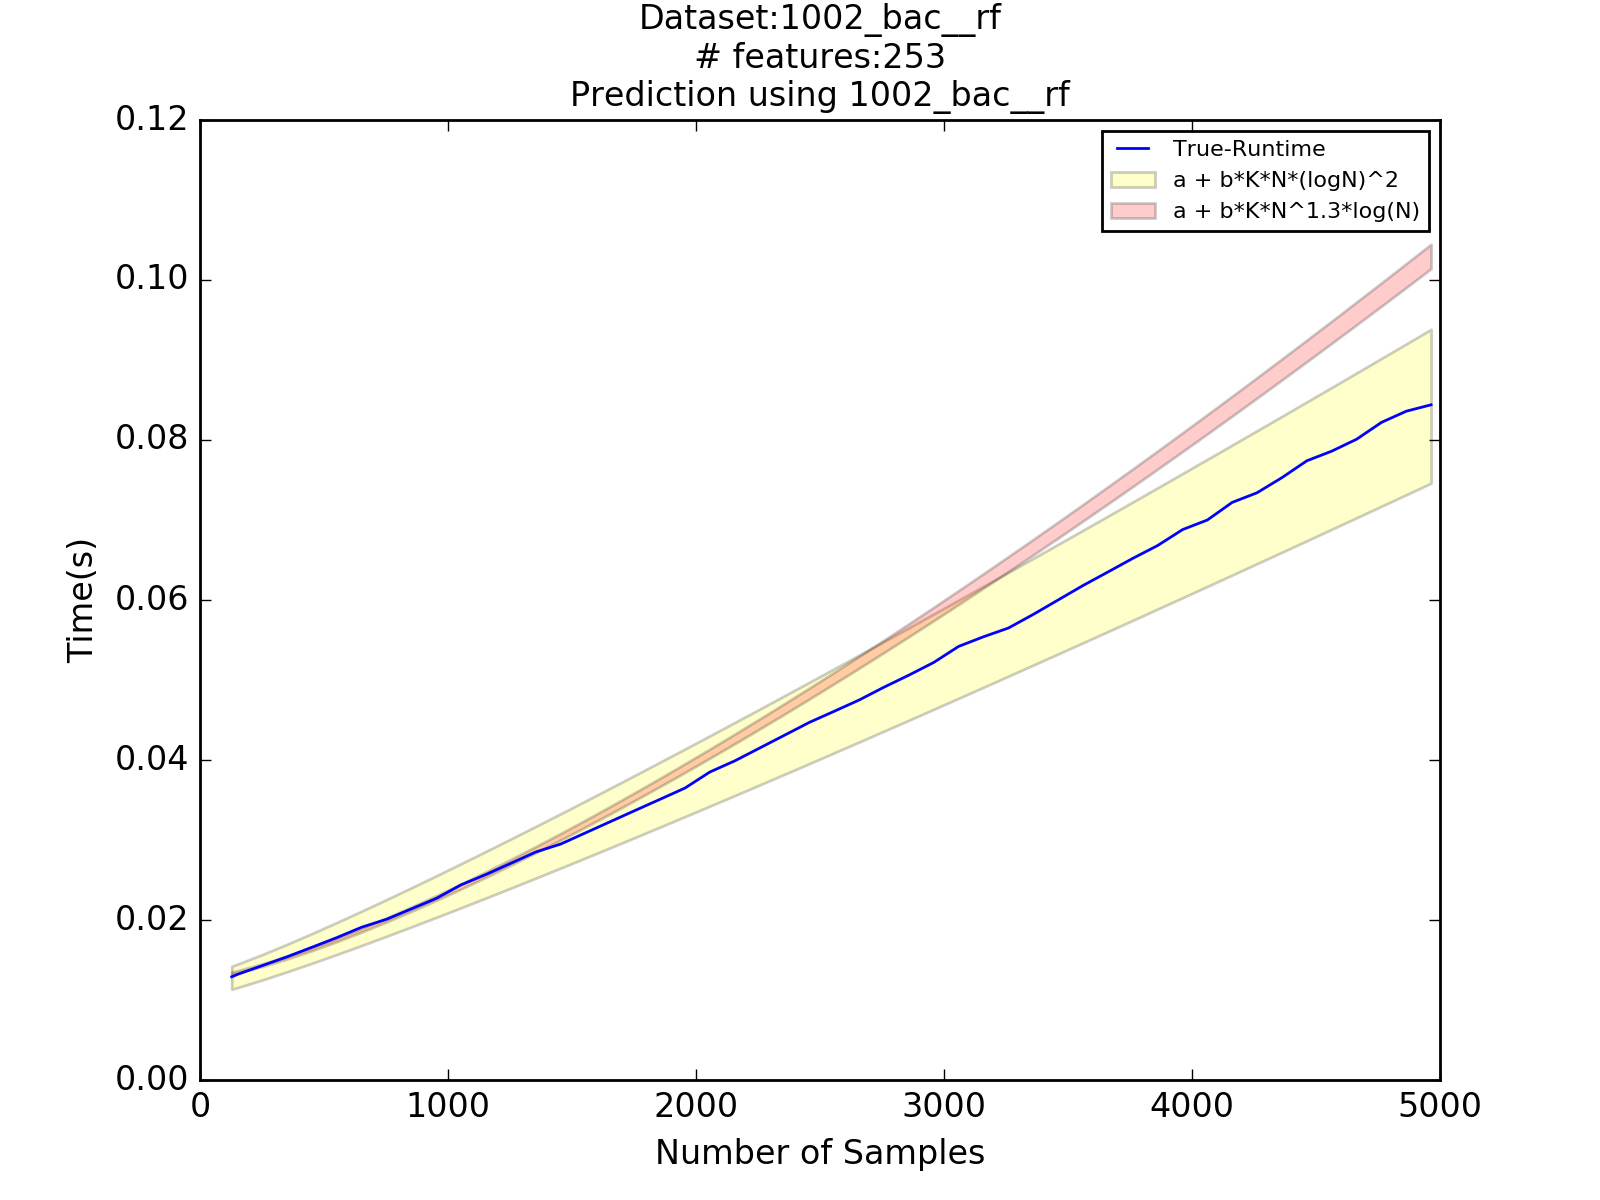 Dataset:1002_bac__rf
# features:253
Prediction using 1002_bac__rf
True-Runtime
a + b*K*N*(logN)^2
a + b*K*N^1.3*log(N)
0.12
0.10
0.08
0.06
0.04
0.02
0.00
Time(s)
0 1000 2000 3000 4000 5000
Number of Samples